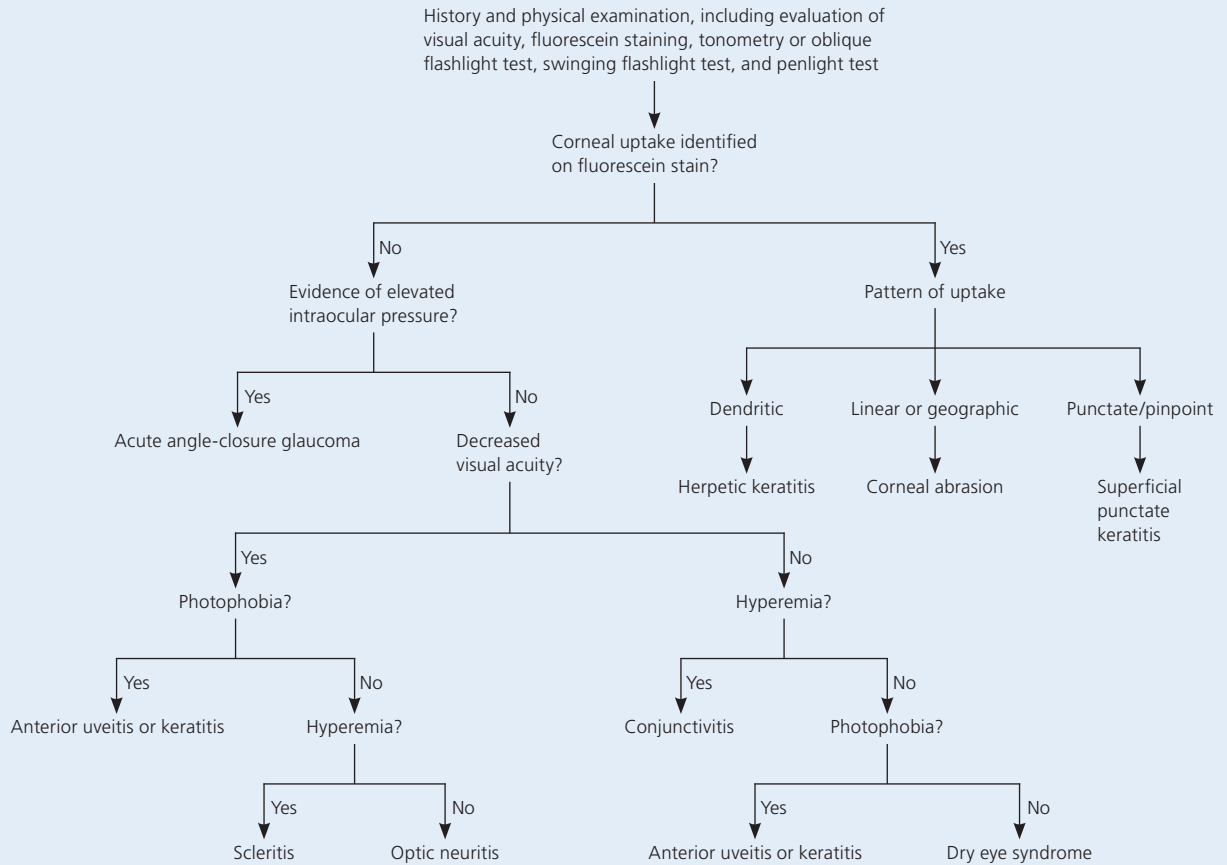 History and physical examination, including evaluation of
visual acuity, fluorescein staining, tonometry or oblique
flashlight test, swinging flashlight test, and penlight test
Corneal uptake identified
on fluorescein stain?
No
Yes
Evidence of elevated
intraocular pressure?
Pattern of uptake
Yes
No
Dendritic
Linear or geographic
Punctate/pinpoint
Acute angle-closure glaucoma
Decreased
visual acuity?
Herpetic keratitis
Corneal abrasion
Superficial
punctate
keratitis
Yes
No
Photophobia?
Hyperemia?
Yes
No
Yes
No
Anterior uveitis or keratitis
Hyperemia?
Conjunctivitis
Photophobia?
Yes
No
Yes
No
Scleritis
Optic neuritis
Anterior uveitis or keratitis
Dry eye syndrome